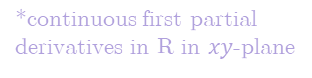 *continuous first partial
derivatives in R in xy-plane